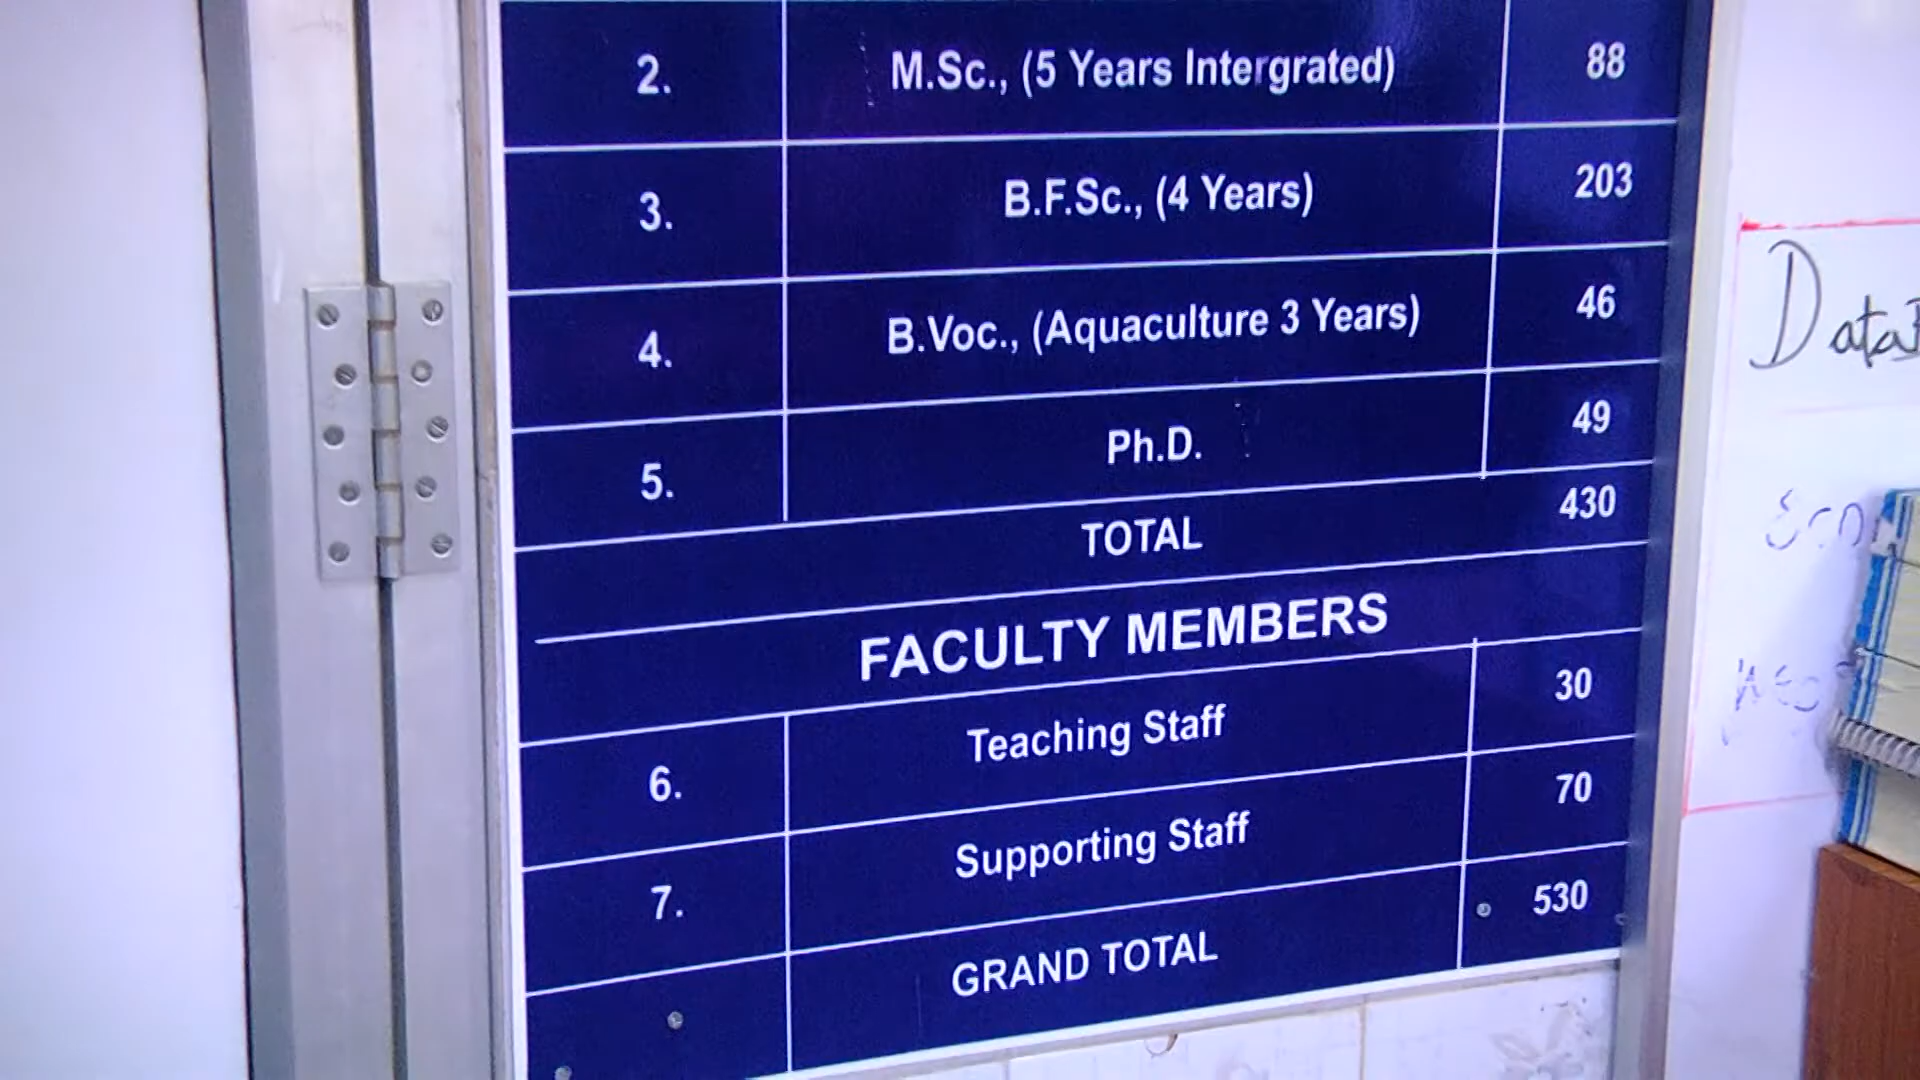 2. M.Sc., (5 Years Intergrated) 88
3. B.F.Sc., (4 Years) 203
4. B.Voc., (Aquaculture 3 Years) 46
5. Ph.D. 49
TOTAL 430
FACULTY MEMBERS
6. Teaching Staff 30
7. Supporting Staff 70
GRAND TOTAL 530